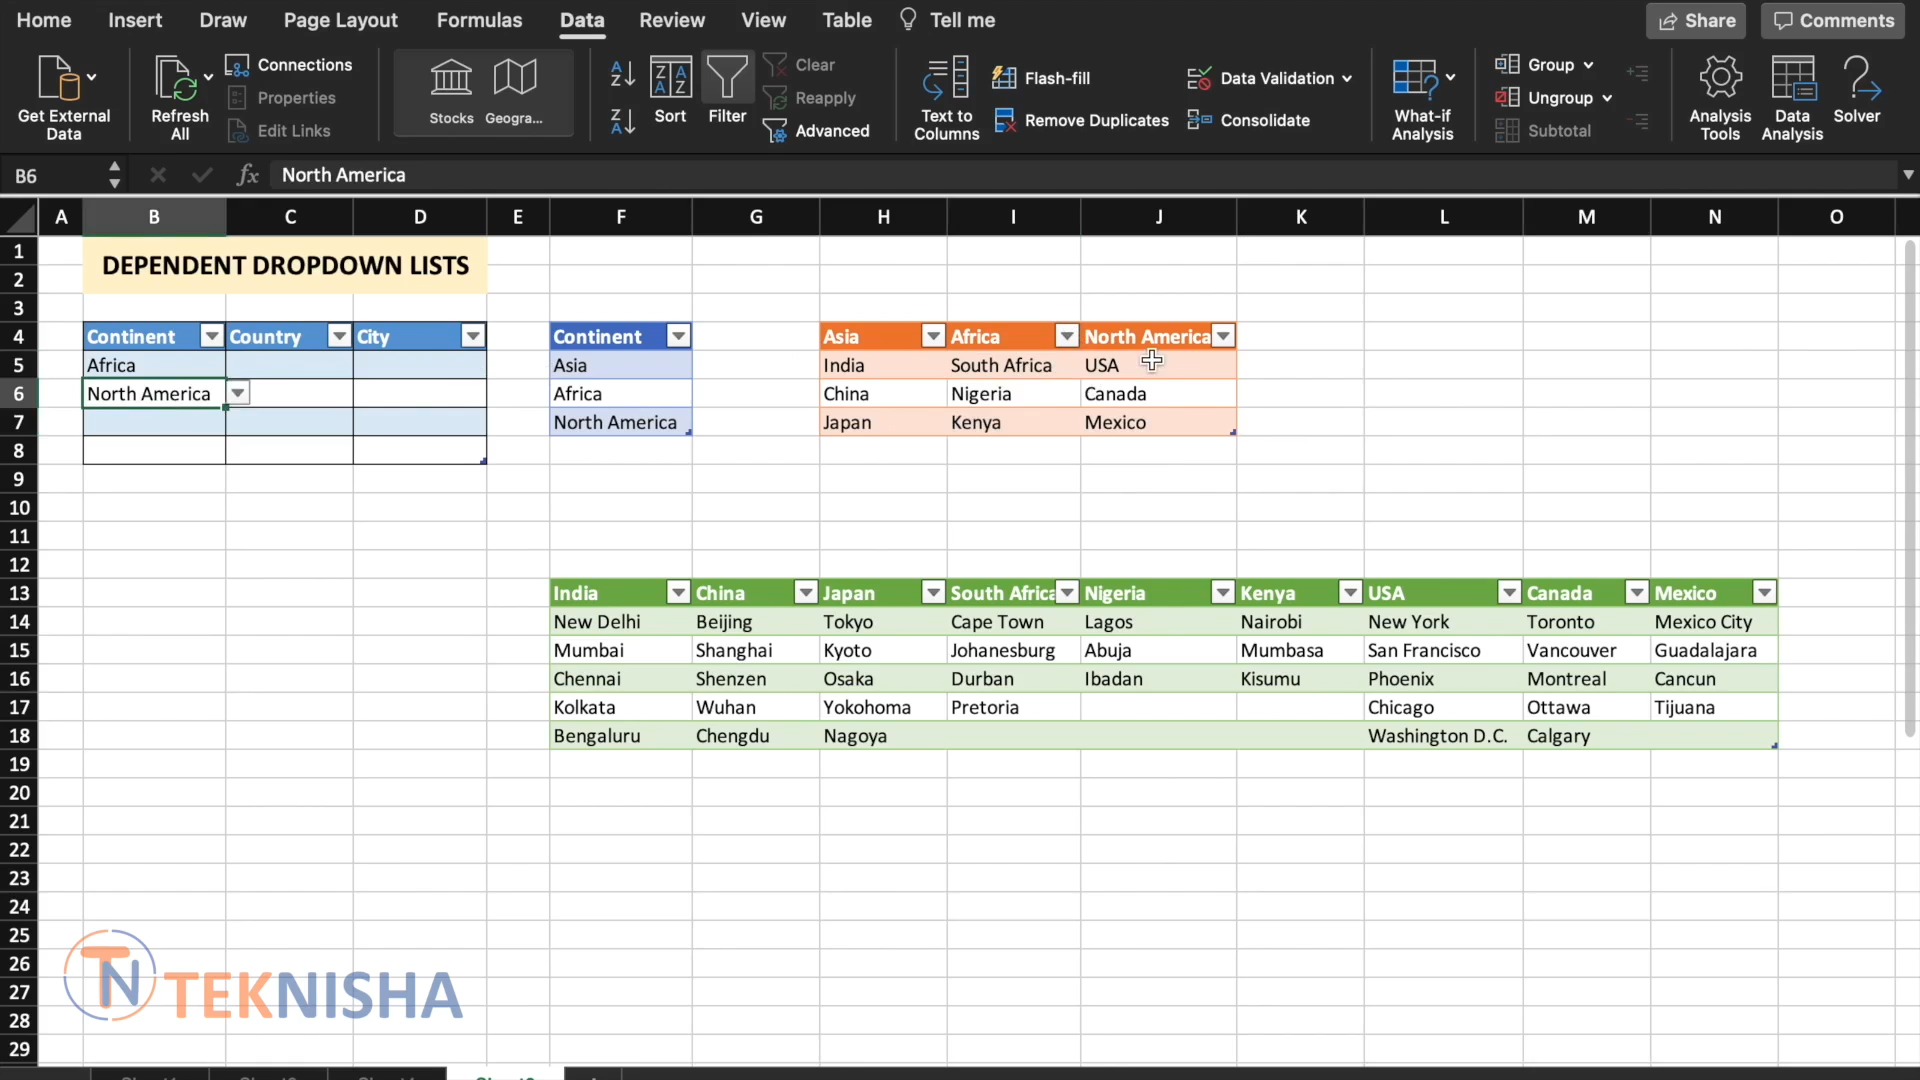 Home Insert Draw Page Layout Formulas Data Review View Table Tell me Share Comments
Get External Data
Refresh All
Connections
Properties
Edit Links
Stocks Geogra...
Sort
Filter
Clear
Reapply
Advanced
Text to Columns
Flash-fill
Remove Duplicates
Data Validation
Consolidate
What-if Analysis
Group
Ungroup
Subtotal
Analysis Tools
Data Analysis
Solver
B6 fx North America
A B C D E F G H I J K L M N O
1
DEPENDENT DROPDOWN LISTS
2
3
4 Continent Country City Continent Asia Africa North America
5 Africa Asia India South Africa USA
6 North America Africa China Nigeria Canada
7 North America Japan Kenya Mexico
8
9
10
11
12
13 India China Japan South Africa Nigeria Kenya USA Canada Mexico
14 New Delhi Beijing Tokyo Cape Town Lagos Nairobi New York Toronto Mexico City
15 Mumbai Shanghai Kyoto Johanesburg Abuja Mumbasa San Francisco Vancouver Guadalajara
16 Chennai Shenzen Osaka Durban Ibadan Kisumu Phoenix Montreal Cancun
17 Kolkata Wuhan Yokohoma Pretoria Chicago Ottawa Tijuana
18 Bengaluru Chengdu Nagoya Washington D.C. Calgary
19
20
21
22
23
24
25
26
27
28
29
TN TEKNISHA